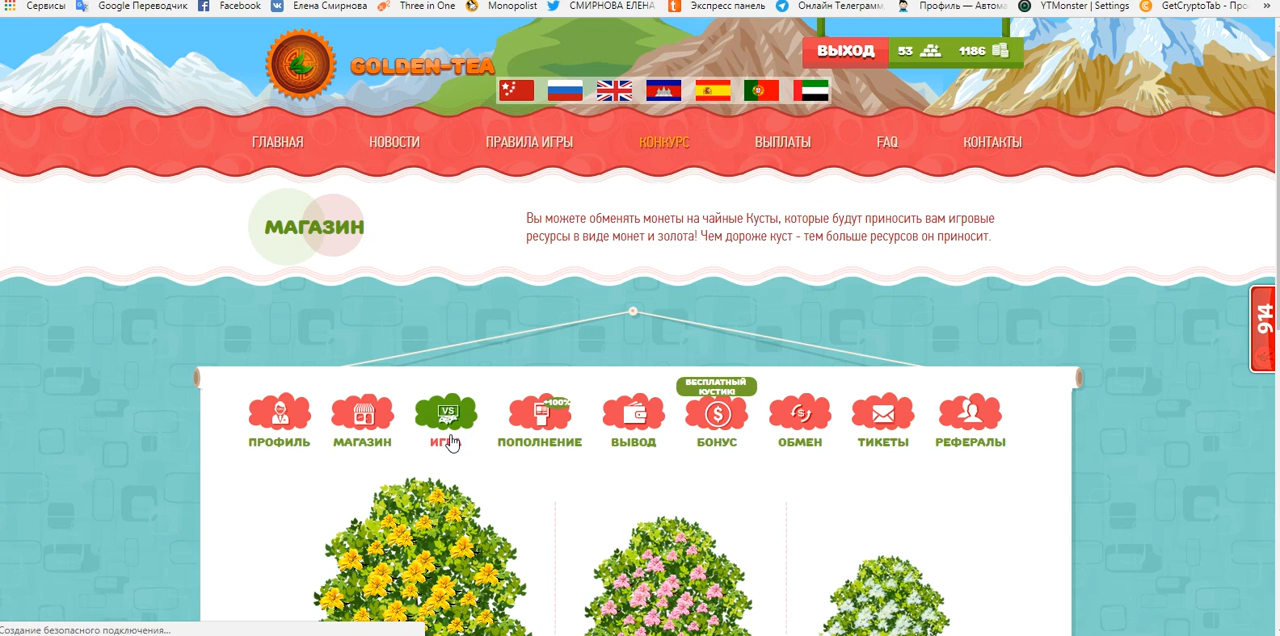 Сервисы Google Переводчик Facebook Елена Смирнова Three in One Monopolist СМИРНОВА ЕЛЕНА Экспресс панель Онлайн Телеграмм Профиль — Автома YTMonster | Settings GetCryptoTab - Про »
GOLDEN-TEA
ВЫХОД 53 1186
ГЛАВНАЯ НОВОСТИ ПРАВИЛА ИГРЫ КОНКУРС ВЫПЛАТЫ FAQ КОНТАКТЫ
МАГАЗИН
Вы можете обменять монеты на чайные Кусты, которые будут приносить вам игровые
ресурсы в виде монет и золота! Чем дороже куст - тем больше ресурсов он приносит.
914
БЕСПЛАТНЫЙ
КУСТИК!
VS
+100%
ПРОФИЛЬ МАГАЗИН ПОПОЛНЕНИЕ ВЫВОД БОНУС ОБМЕН ТИКЕТЫ РЕФЕРАЛЫ
Создание безопасного подключения...